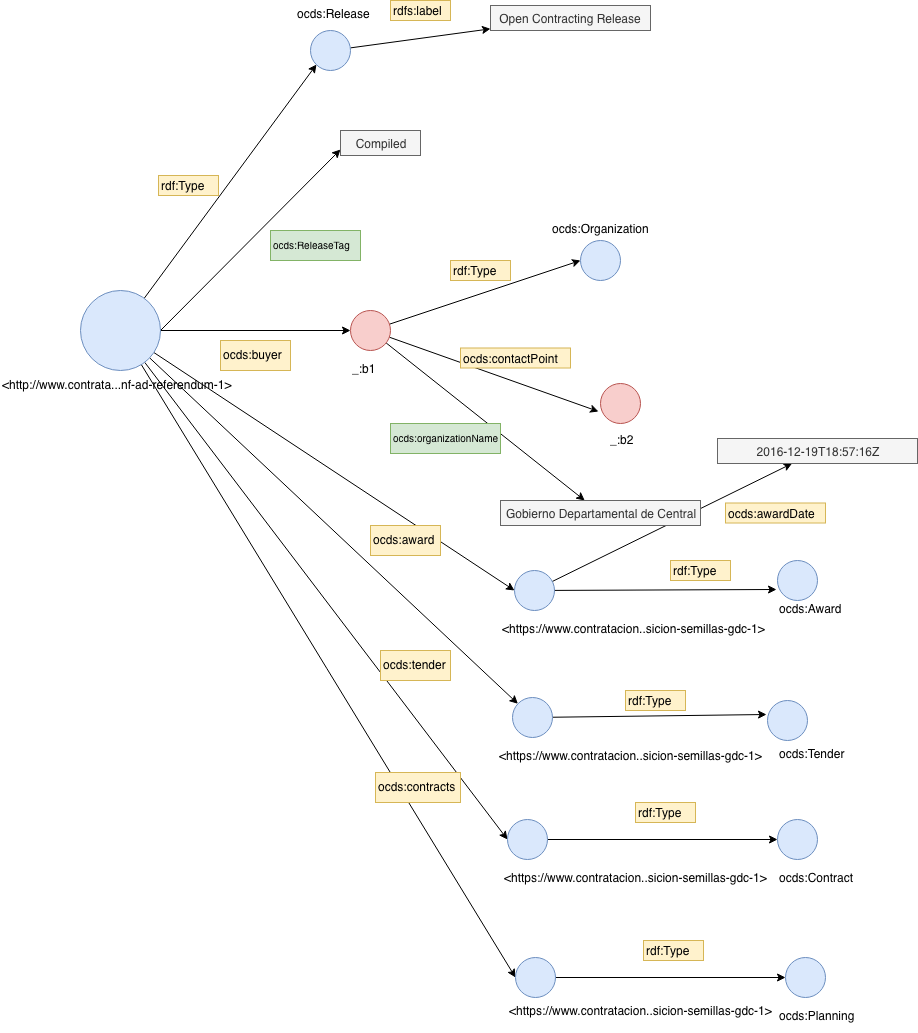 ocds:Release
rdfs:label
Open Contracting Release
Compiled
rdf:Type
ocds:ReleaseTag
ocds:Organization
rdf:Type
ocds:buyer
_:b1
ocds:contactPoint
<http://www.contrata...nf-ad-referendum-1>
_:b2
ocds:organizationName
2016-12-19T18:57:16Z
Gobierno Departamental de Central
ocds:awardDate
ocds:award
rdf:Type
ocds:Award
<https://www.contratacion..sicion-semillas-gdc-1>
ocds:tender
rdf:Type
<https://www.contratacion..sicion-semillas-gdc-1>
ocds:Tender
ocds:contracts
rdf:Type
<https://www.contratacion..sicion-semillas-gdc-1>
ocds:Contract
rdf:Type
<https://www.contratacion..sicion-semillas-gdc-1>
ocds:Planning